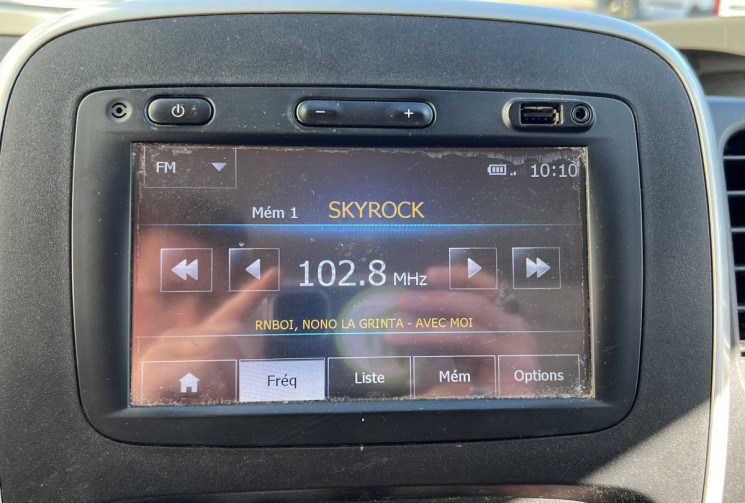 FM
10:10
Mém 1 SKYROCK
102.8 MHz
RNBOI, NONO LA GRINTA - AVEC MOI
Fréq Liste Mém Options